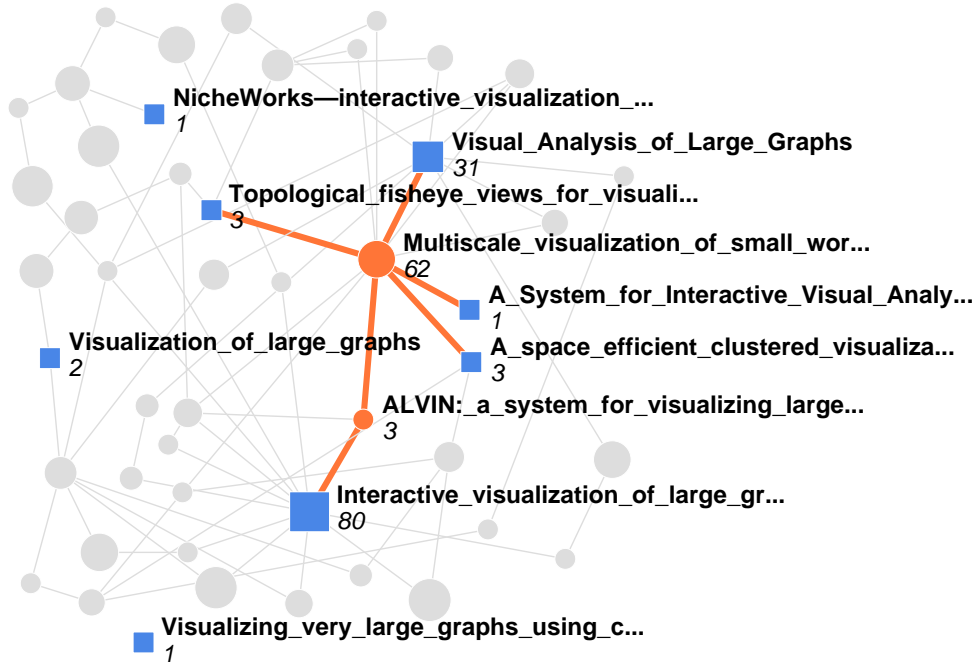 NicheWorks—interactive_visualization_...
1
Visual_Analysis_of_Large_Graphs
31
Topological_fisheye_views_for_visuali...
3
Multiscale_visualization_of_small_wor...
62
A_System_for_Interactive_Visual_Analy...
1
Visualization_of_large_graphs
2
A_space_efficient_clustered_visualiza...
3
ALVIN:_a_system_for_visualizing_large...
3
Interactive_visualization_of_large_gr...
80
Visualizing_very_large_graphs_using_c...
1